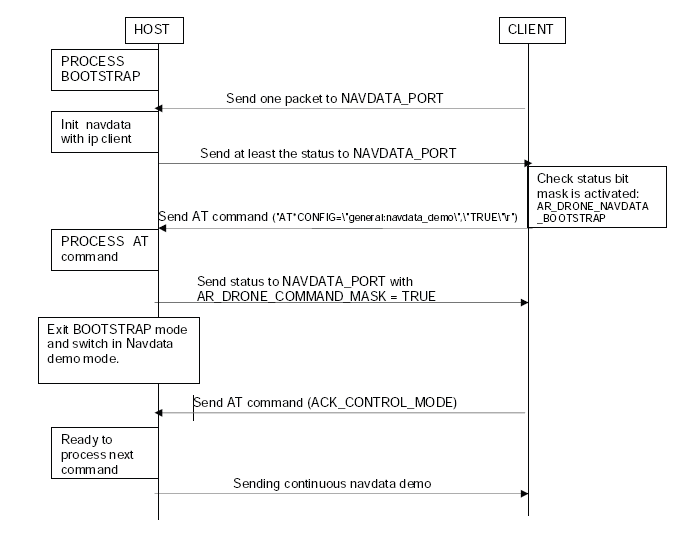 HOST
CLIENT
PROCESS
BOOTSTRAP
Send one packet to NAVDATA_PORT
Init navdata
with ip client
Send at least the status to NAVDATA_PORT
Check status bit
mask is activated:
AR_DRONE_NAVDATA
_BOOTSTRAP
Send AT command ("AT*CONFIG=\"general:navdata_demo\",\"TRUE\"\r")
PROCESS AT
command
Send status to NAVDATA_PORT with
AR_DRONE_COMMAND_MASK = TRUE
Exit BOOTSTRAP mode
and switch in Navdata
demo mode.
Send AT command (ACK_CONTROL_MODE)
Ready to
process next
command
Sending continuous navdata demo